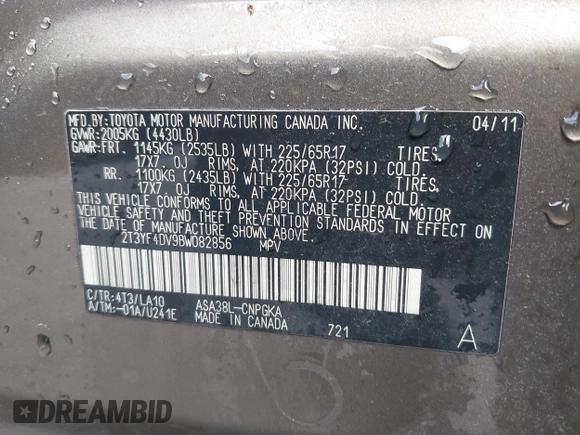 MFD.BY:TOYOTA MOTOR MANUFACTURING CANADA INC. 04/11
GVWR:2005KG (4430LB)
GAWR:FRT. 1145KG (2535LB) WITH 225/65R17 TIRES,
17X7 0J RIMS, AT 220KPA (32PSI) COLD.
RR. 1100KG (2435LB) WITH 225/65R17 TIRES,
17X7 0J RIMS, AT 220KPA (32PSI) COLD.
THIS VEHICLE CONFORMS TO ALL APPLICABLE FEDERAL MOTOR
VEHICLE SAFETY AND THEFT PREVENTION STANDARDS IN EFFECT ON
THE DATE OF MANUFACTURE SHOWN ABOVE.
2T3YF4DV9BW082856 MPV
C/TR:4T3/LA10 ASA38L-CNPGKA
A/TM:-01A/U241E MADE IN CANADA 721 A
DREAMBID